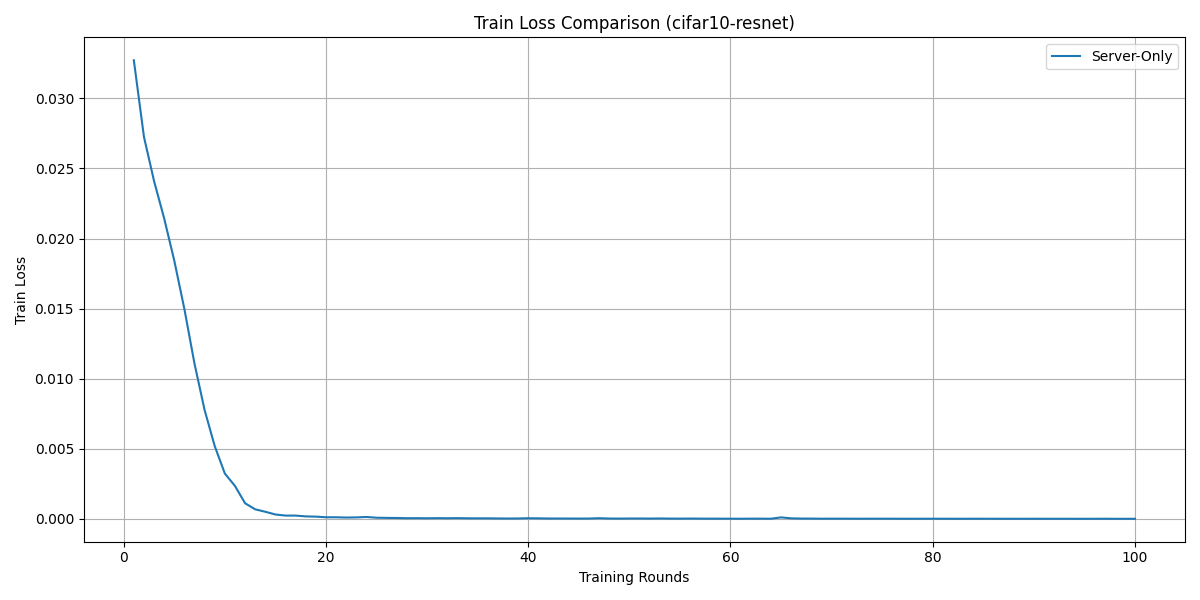 Train Loss Comparison (cifar10-resnet)
Server-Only
Train Loss
0.030
0.025
0.020
0.015
0.010
0.005
0.000
0 20 40 60 80 100
Training Rounds